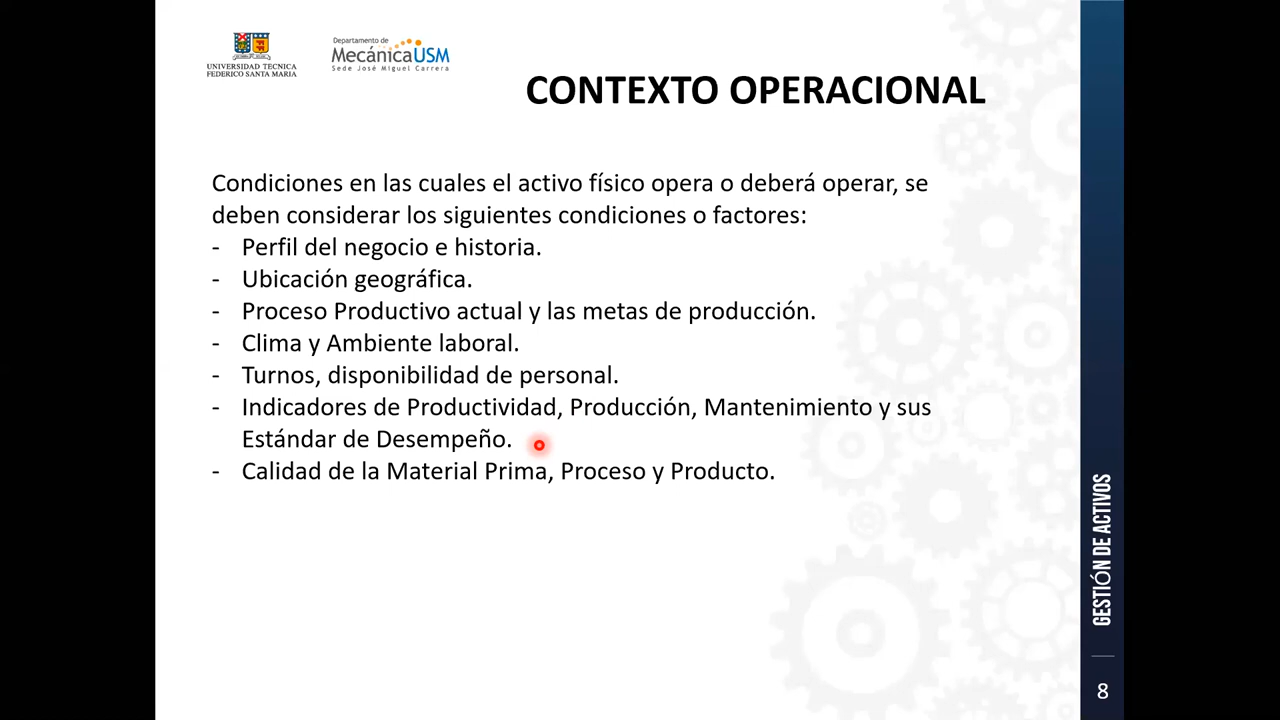 UNIVERSIDAD TECNICA
FEDERICO SANTA MARIA
Departamento de
MecánicaUSM
Sede José Miguel Carrera
CONTEXTO OPERACIONAL
Condiciones en las cuales el activo físico opera o deberá operar, se
deben considerar los siguientes condiciones o factores:
- Perfil del negocio e historia.
- Ubicación geográfica.
- Proceso Productivo actual y las metas de producción.
- Clima y Ambiente laboral.
- Turnos, disponibilidad de personal.
- Indicadores de Productividad, Producción, Mantenimiento y sus
Estándar de Desempeño.
- Calidad de la Material Prima, Proceso y Producto.
GESTIÓN DE ACTIVOS
8